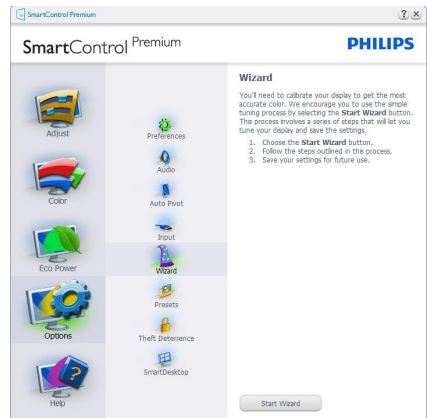 SmartControl Premium
SmartControl Premium
PHILIPS
Adjust
Color
Eco Power
Options
Help
Preferences
Audio
Auto Pivot
Input
Wizard
Presets
Theft Deterrence
SmartDesktop
Wizard
You'll need to calibrate your display to get the most
accurate color. We encourage you to use the simple
tuning process by selecting the Start Wizard button.
This process involves a series of steps that will let you
tune your display and save the settings.
1. Choose the Start Wizard button.
2. Follow the steps outlined in this process.
3. Save your settings for future use.
Start Wizard